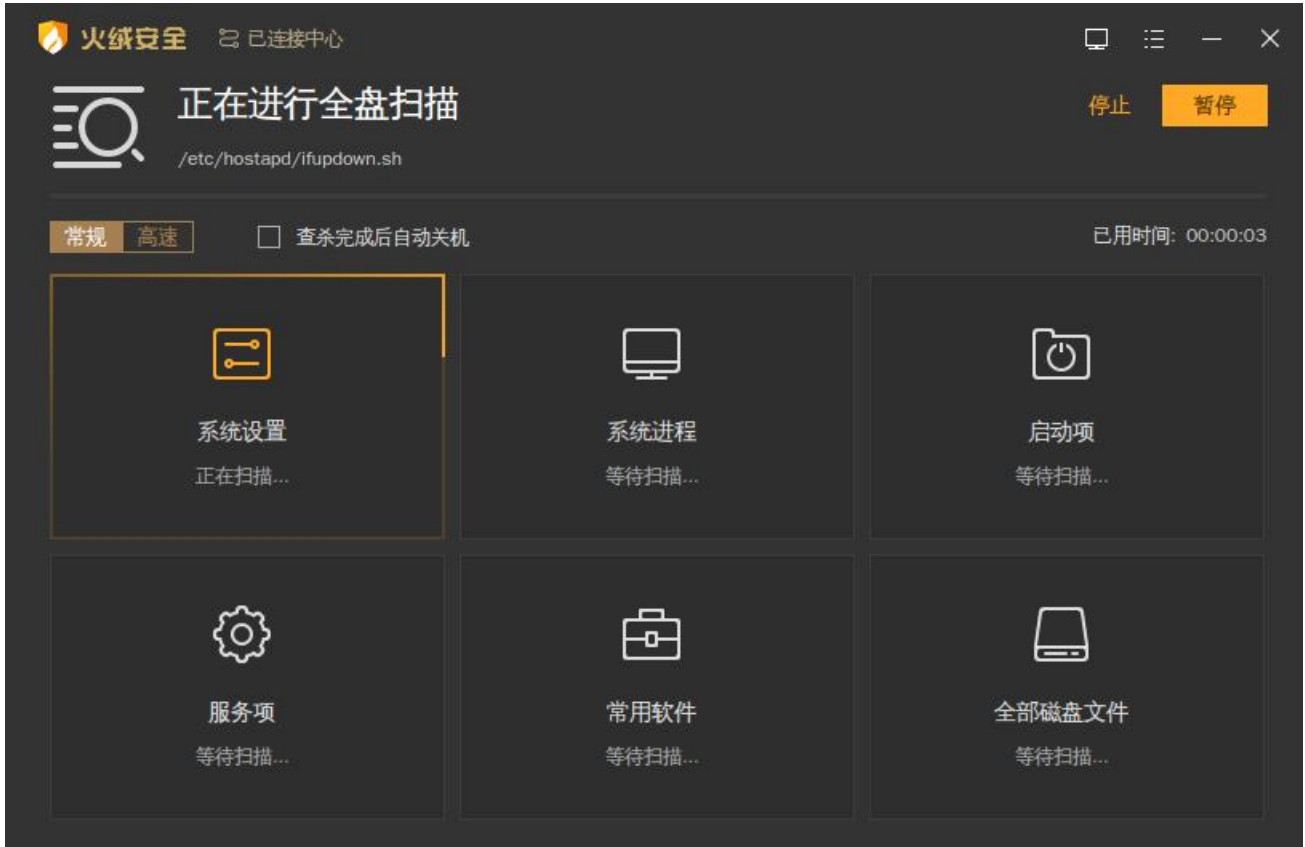 火绒安全 已连接中心
正在进行全盘扫描
停止 暂停
/etc/hostapd/ifupdown.sh
常规 高速 查杀完成后自动关机 已用时间: 00:00:03
系统设置 系统进程 启动项
正在扫描... 等待扫描... 等待扫描...
服务项 常用软件 全部磁盘文件
等待扫描... 等待扫描... 等待扫描...